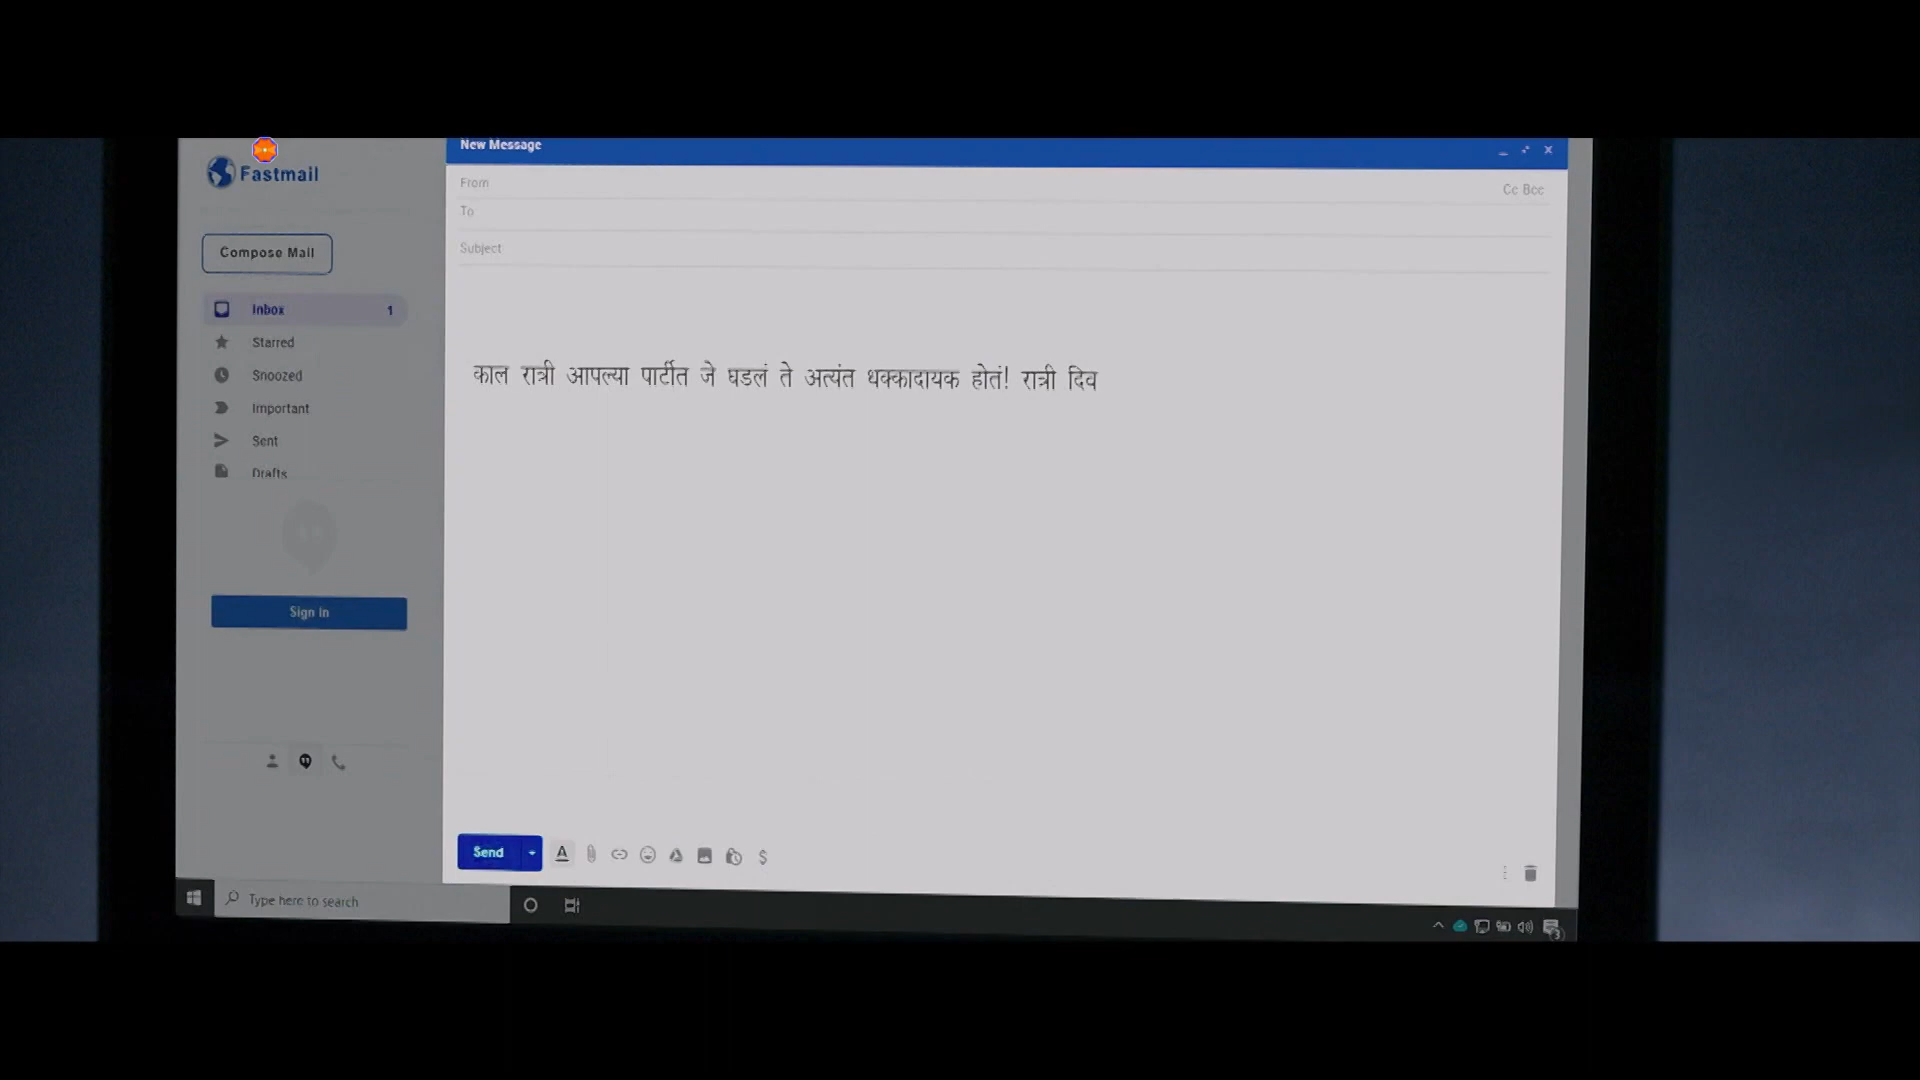 New Message
Fastmail
From
Cc Bcc
To
Compose Mail
Subject
Inbox 1
Starred
Snoozed
काल रात्री आपल्या पार्टीत जे घडलं ते अत्यंत धक्कादायक होतं! रात्री दिव
Important
Sent
Drafts
Sign in
Send
A
$
Type here to search
3